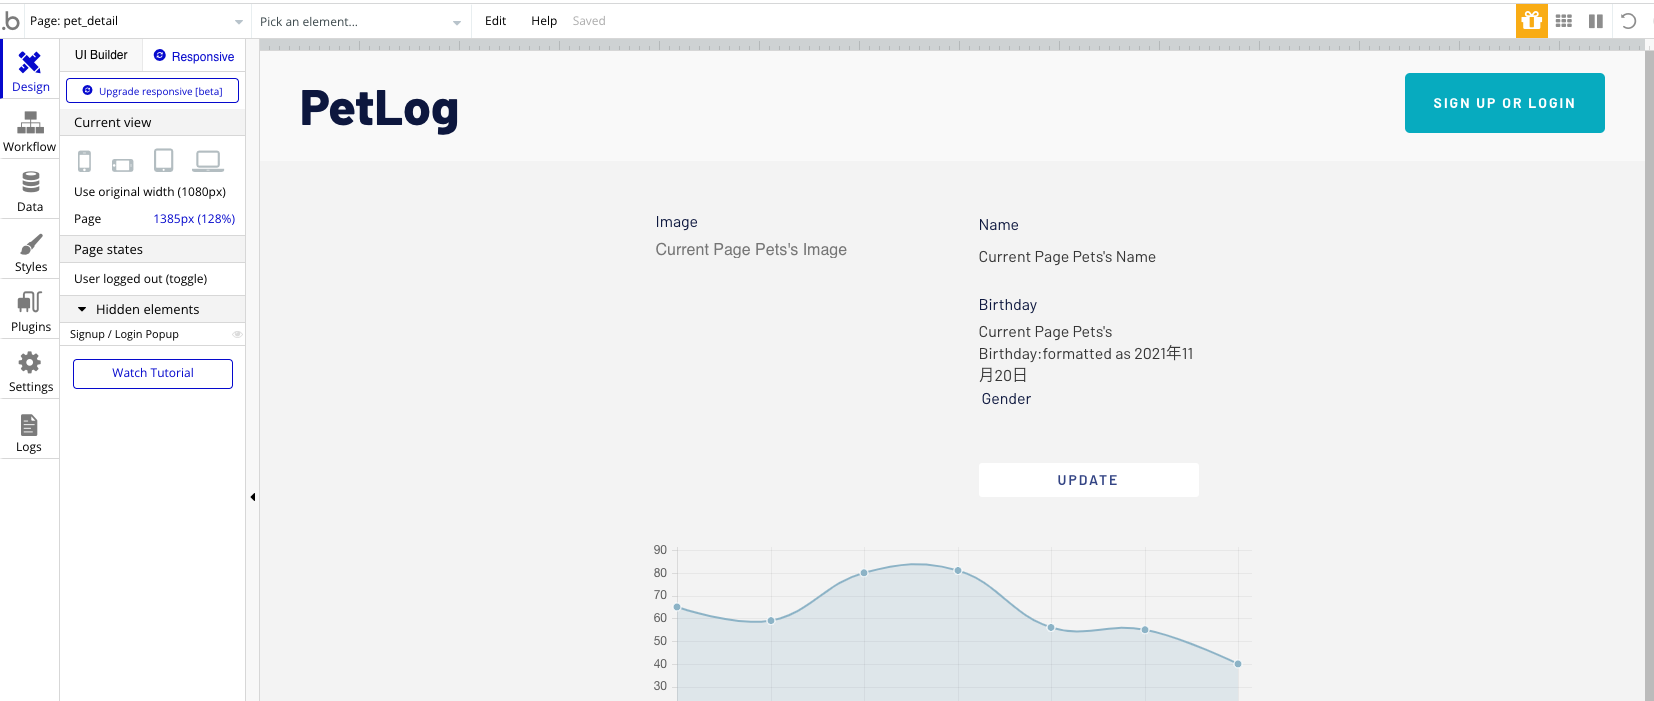 .b
Page: pet_detail
Pick an element...
Edit
Help
Saved
UI Builder
Responsive
Design
Upgrade responsive [beta]
Current view
Workflow
Use original width (1080px)
Data
Page
1385px (128%)
Page states
Styles
User logged out (toggle)
Hidden elements
Plugins
Signup / Login Popup
Watch Tutorial
Settings
Logs
PetLog
SIGN UP OR LOGIN
Image
Current Page Pets's Image
Name
Current Page Pets's Name
Birthday
Current Page Pets's
Birthday:formatted as 2021年11
月20日
Gender
UPDATE
90
80
70
60
50
40
30